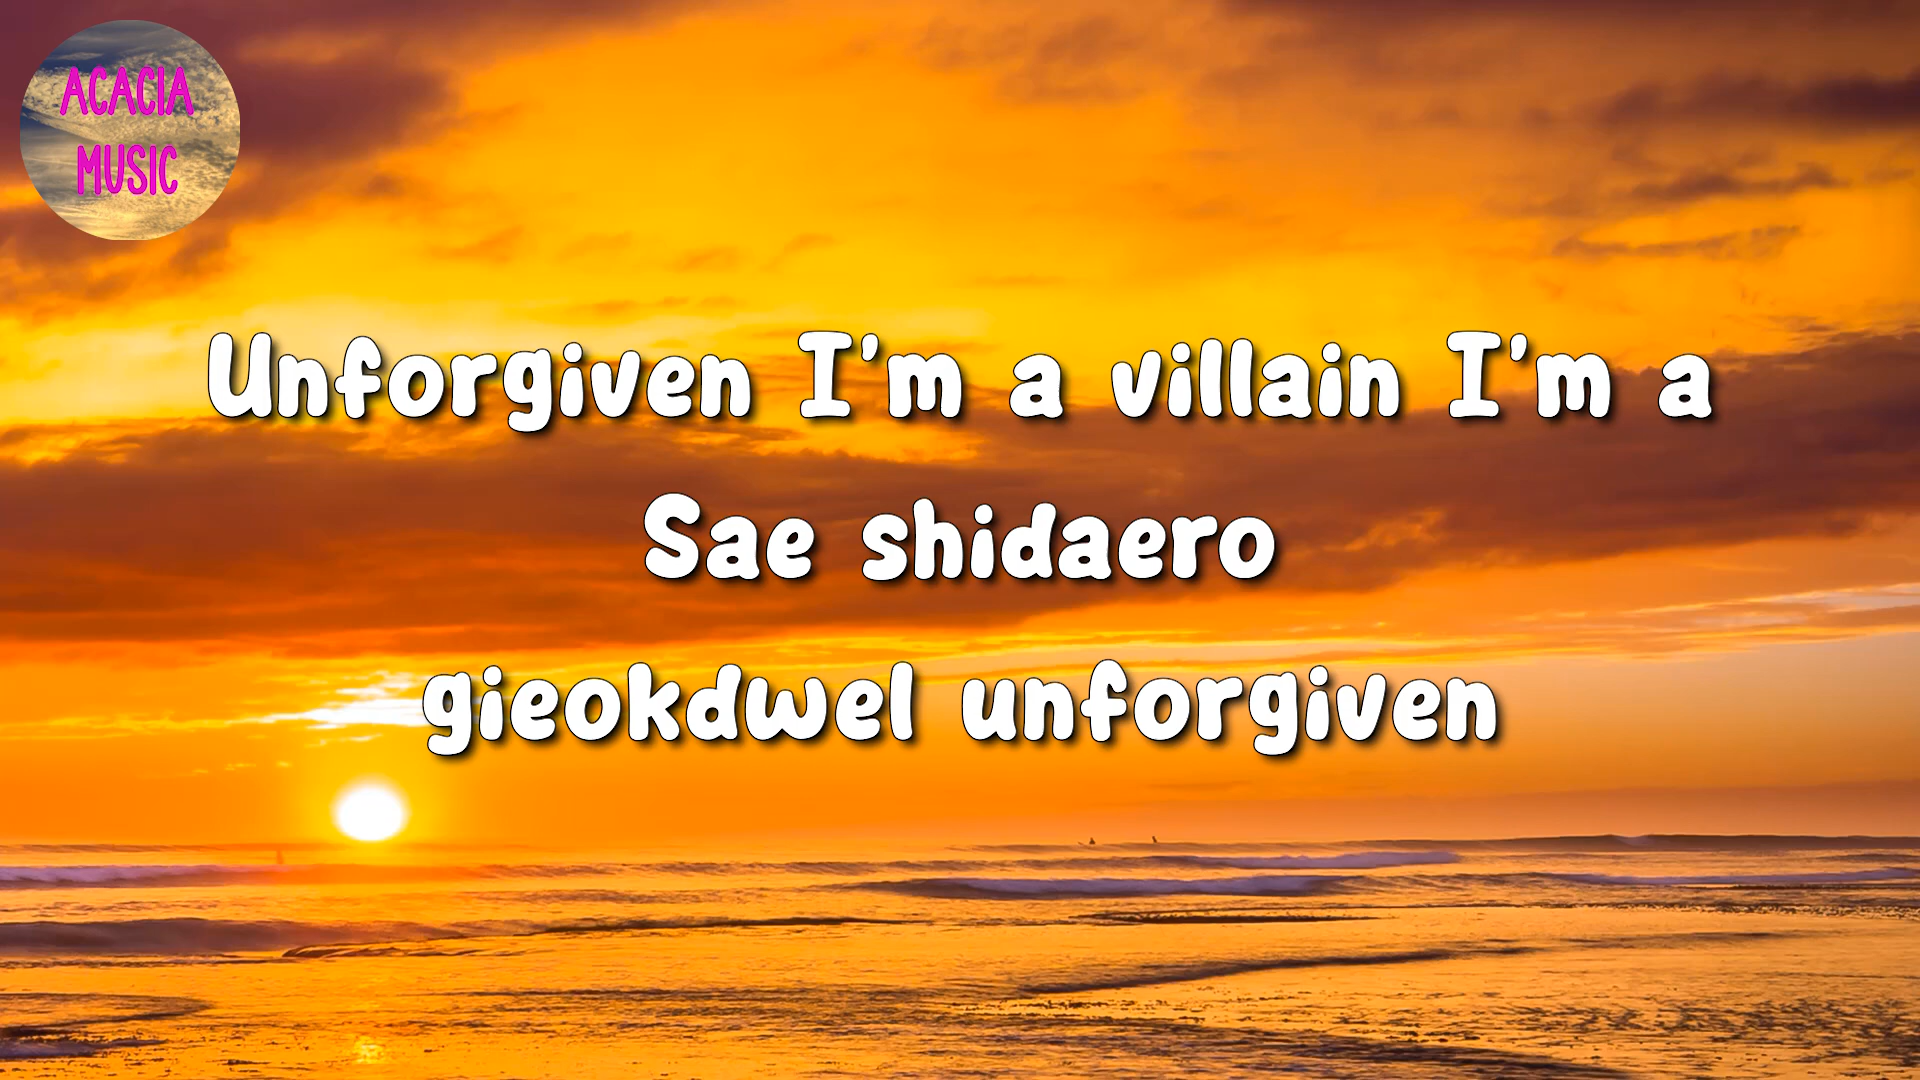 ACACIA
MUSIC
Unforgiven I'm a villain I'm a
Sae shidaero
gieokdwel unforgiven